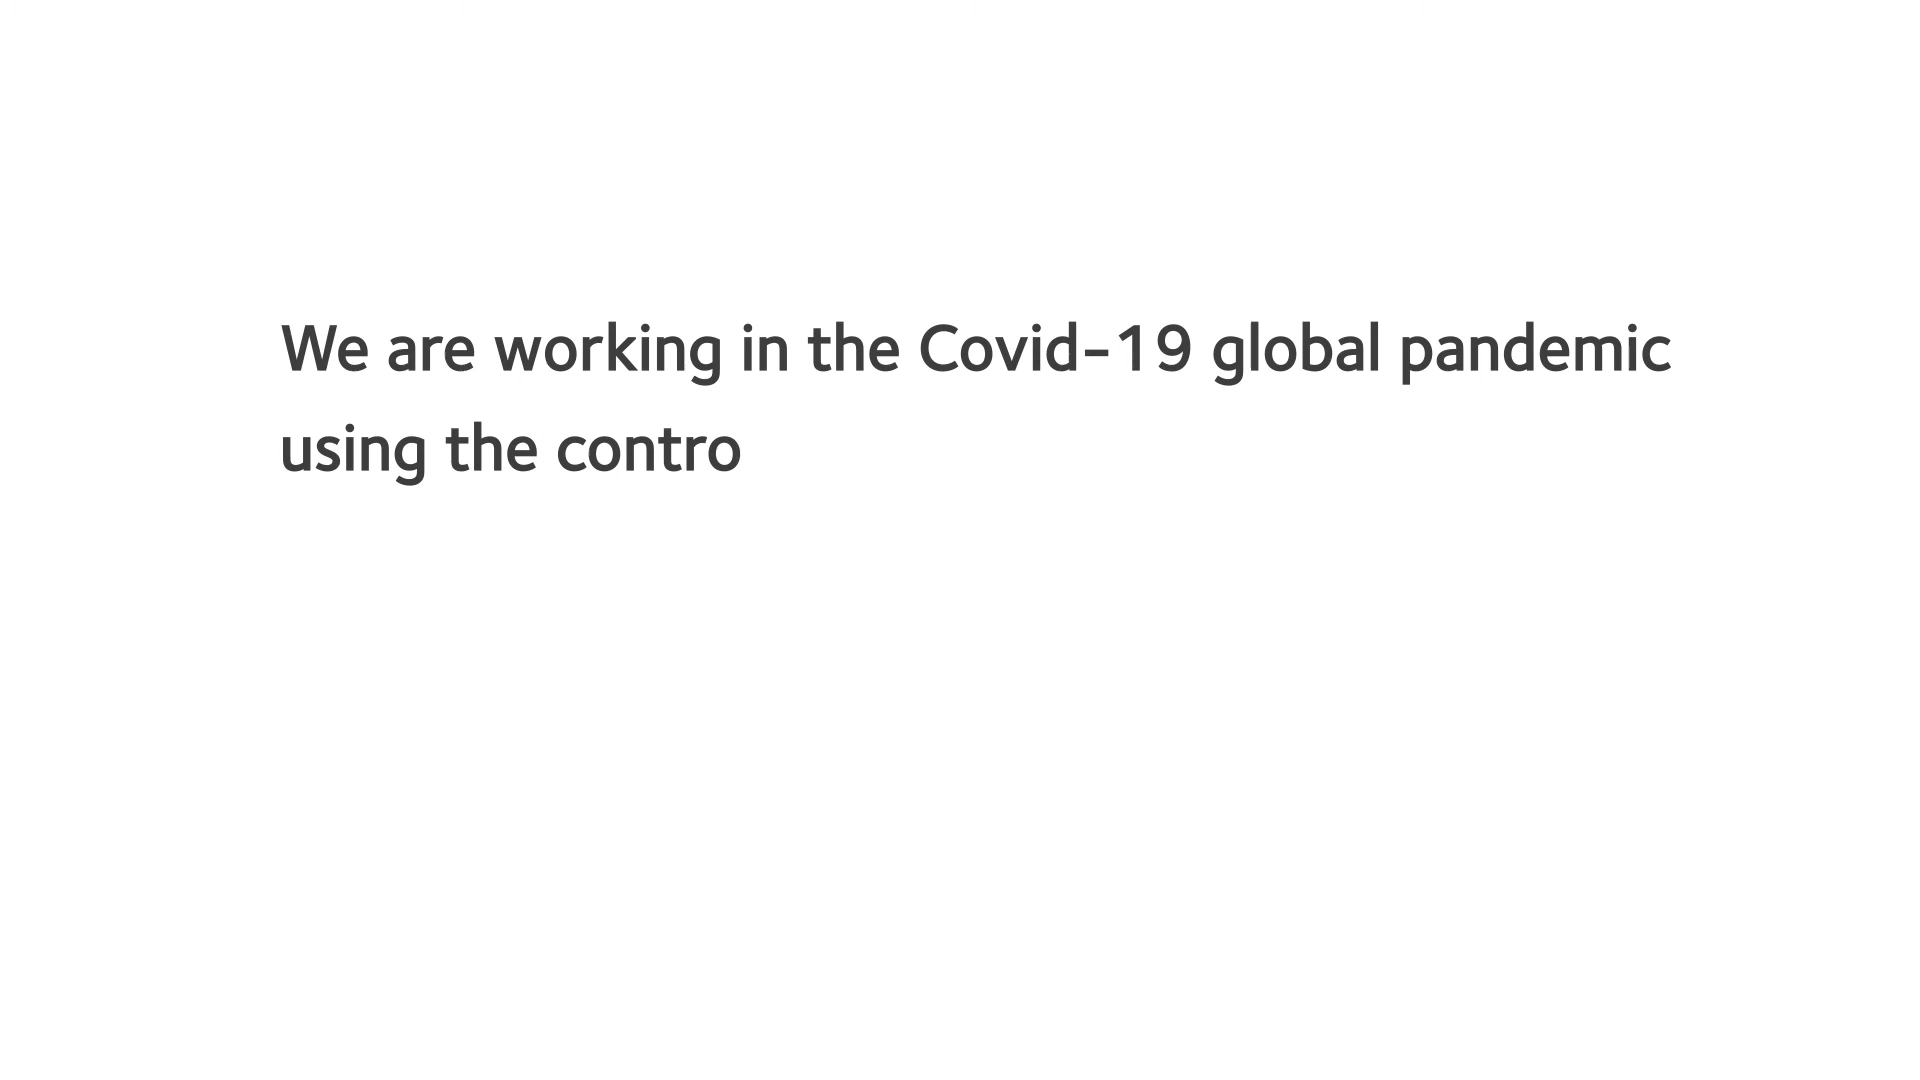 We are working in the Covid-19 global pandemic
using the contro